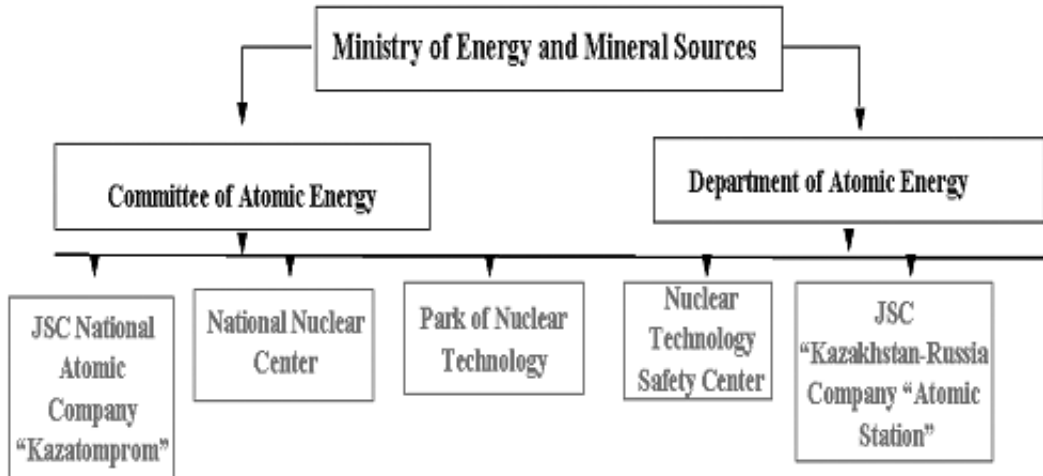 Ministry of Energy and Mineral Sources
Committee of Atomic Energy
Department of Atomic Energy
JSC National
Atomic
Company
“Kazatomprom”
National Nuclear
Center
Park of Nuclear
Technology
Nuclear
Technology
Safety Center
JSC
“Kazakhstan-Russia
Company “Atomic
Station”